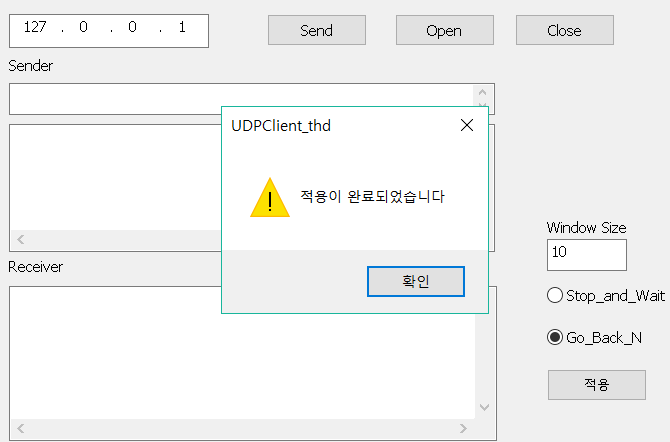 127 . 0 . 0 . 1
Send
Open
Close
Sender
UDPClient_thd
적용이 완료되었습니다
확인
Window Size
10
Receiver
Stop_and_Wait
Go_Back_N
적용